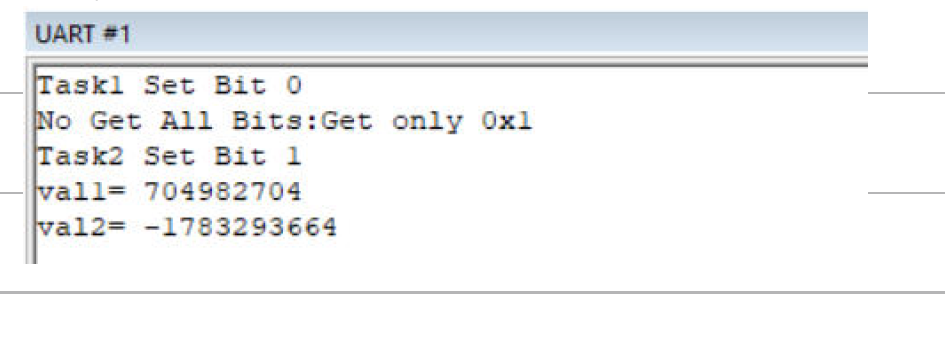 UART #1
Task1 Set Bit 0
No Get All Bits:Get only 0x1
Task2 Set Bit 1
val1= 704982704
val2= -1783293664